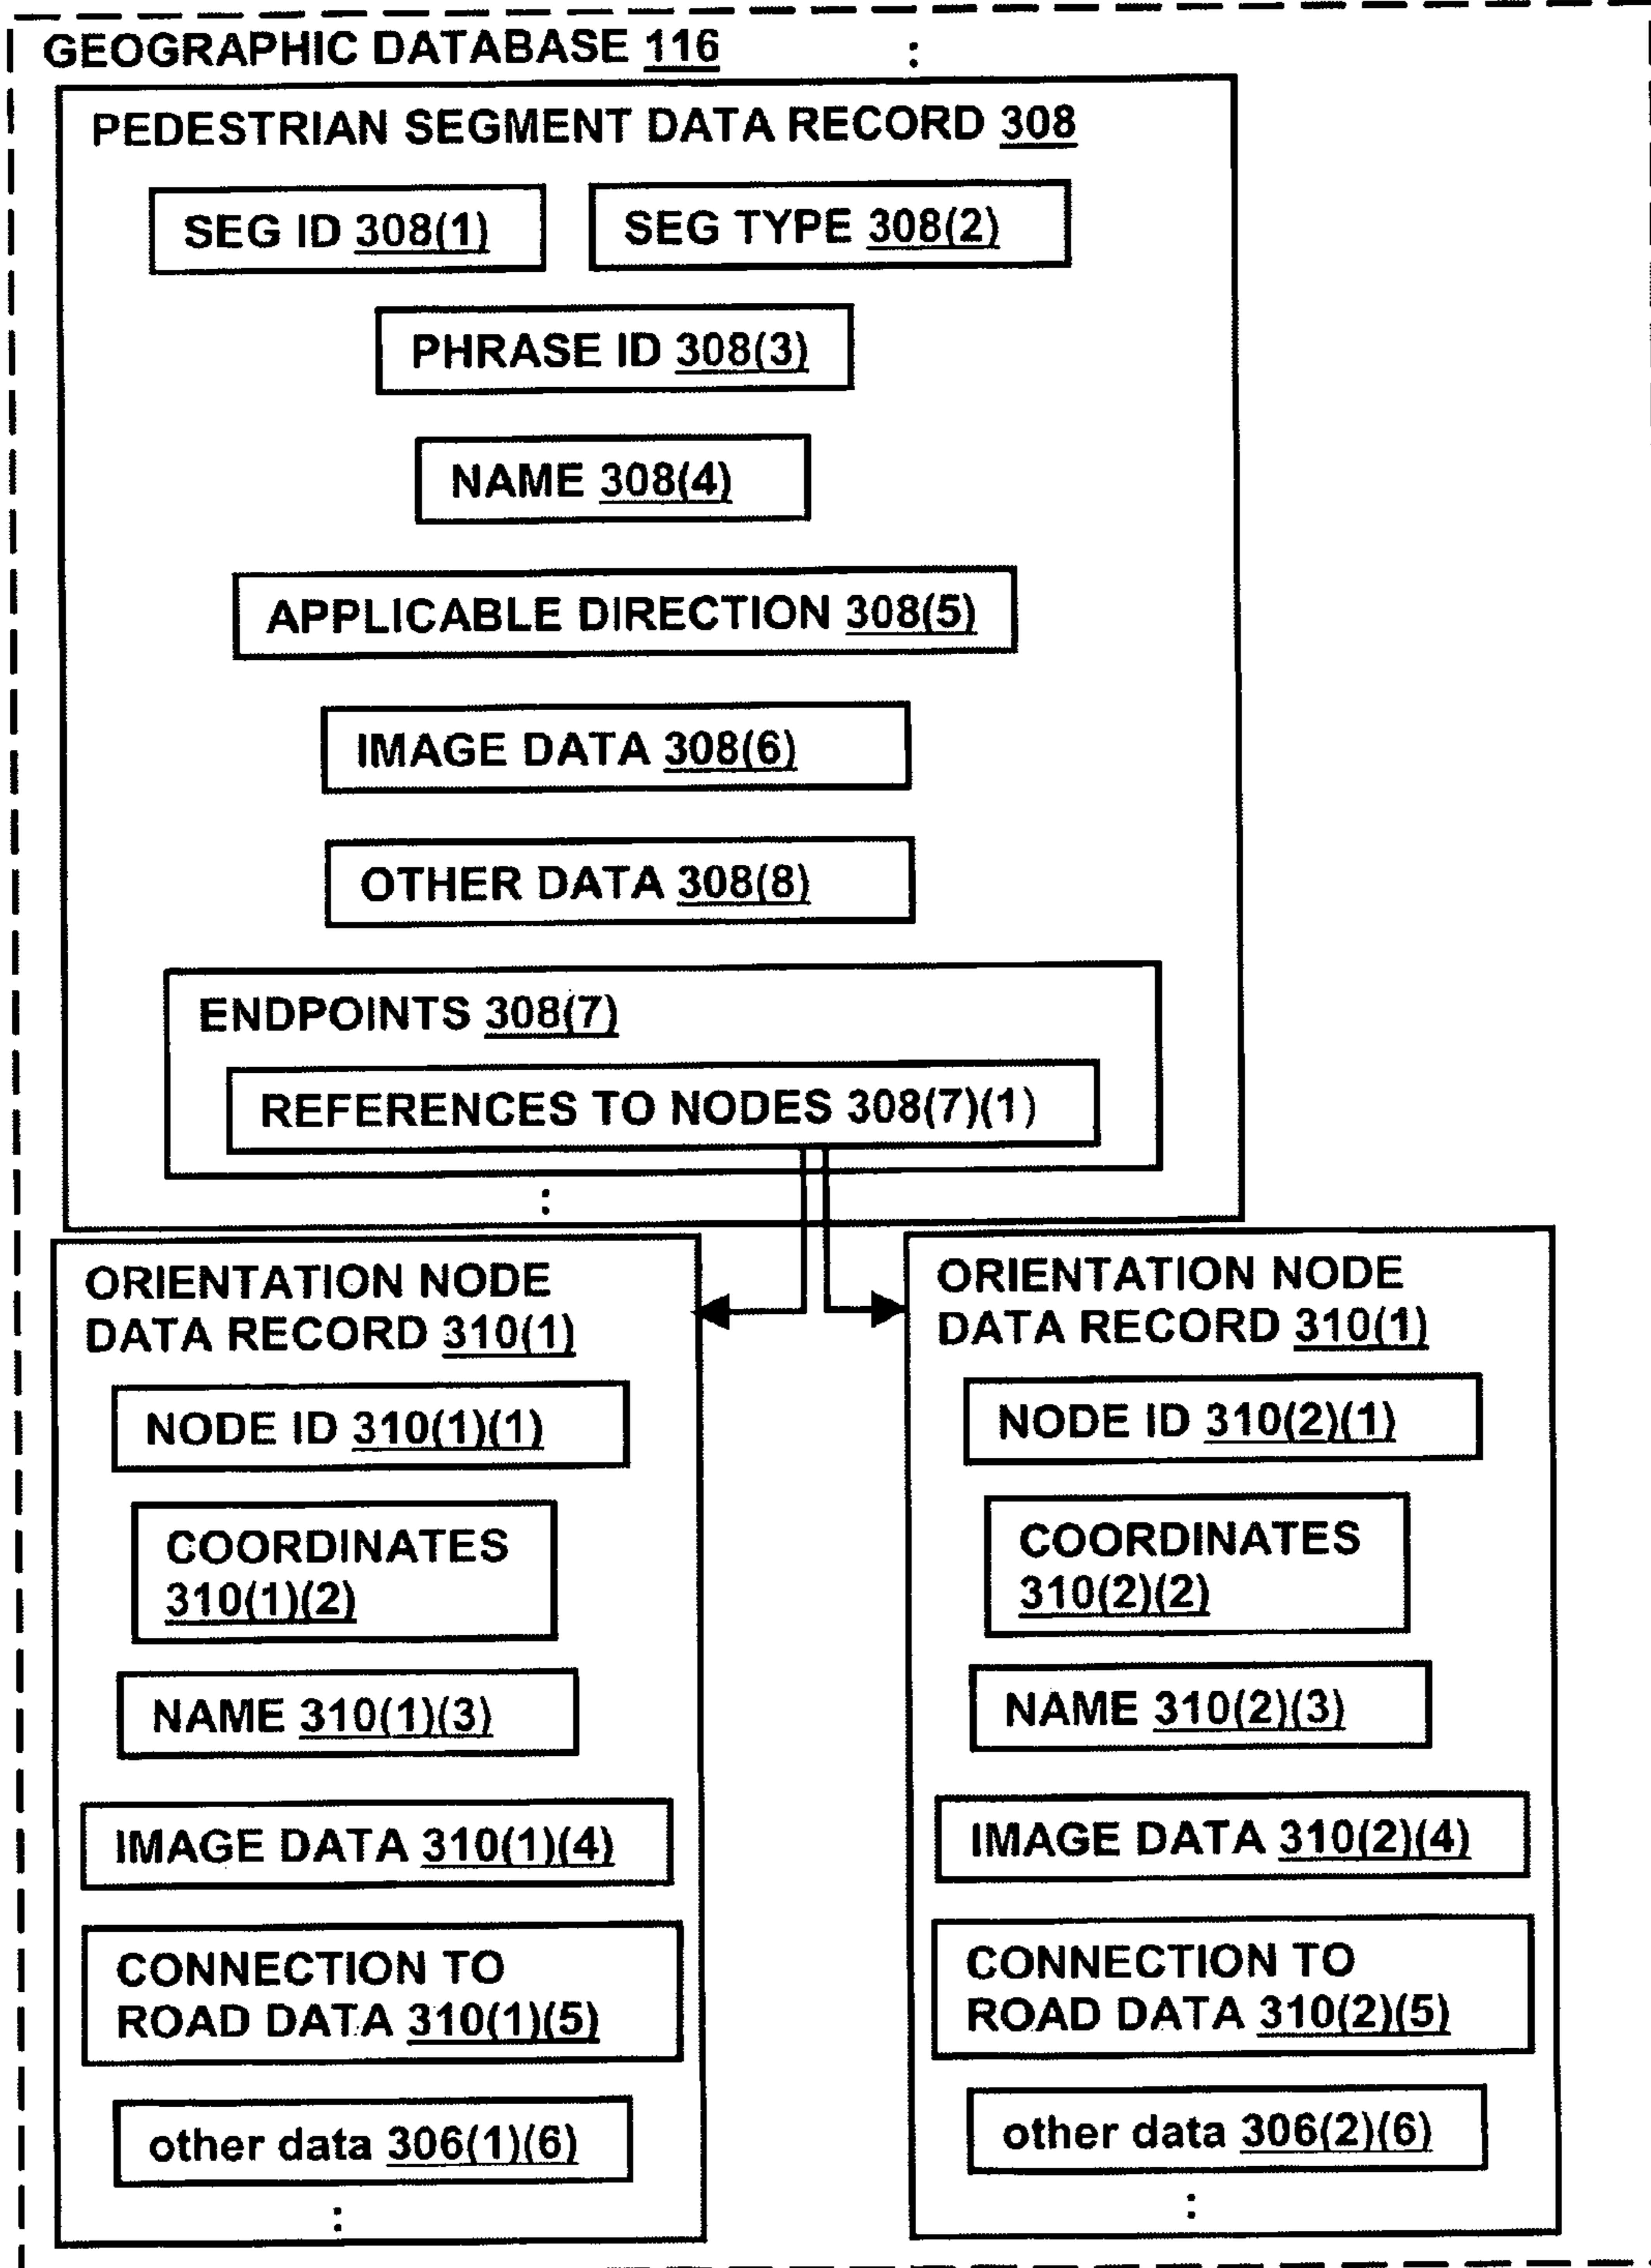 GEOGRAPHIC DATABASE 116 :
PEDESTRIAN SEGMENT DATA RECORD 308
SEG ID 308(1)
SEG TYPE 308(2)
PHRASE ID 308(3)
NAME 308(4)
APPLICABLE DIRECTION 308(5)
IMAGE DATA 308(6)
OTHER DATA 308(8)
ENDPOINTS 308(7)
REFERENCES TO NODES 308(7)(1)
:
ORIENTATION NODE
DATA RECORD 310(1)
NODE ID 310(1)(1)
COORDINATES
310(1)(2)
NAME 310(1)(3)
IMAGE DATA 310(1)(4)
CONNECTION TO
ROAD DATA 310(1)(5)
other data 306(1)(6)
:
ORIENTATION NODE
DATA RECORD 310(1)
NODE ID 310(2)(1)
COORDINATES
310(2)(2)
NAME 310(2)(3)
IMAGE DATA 310(2)(4)
CONNECTION TO
ROAD DATA 310(2)(5)
other data 306(2)(6)
: